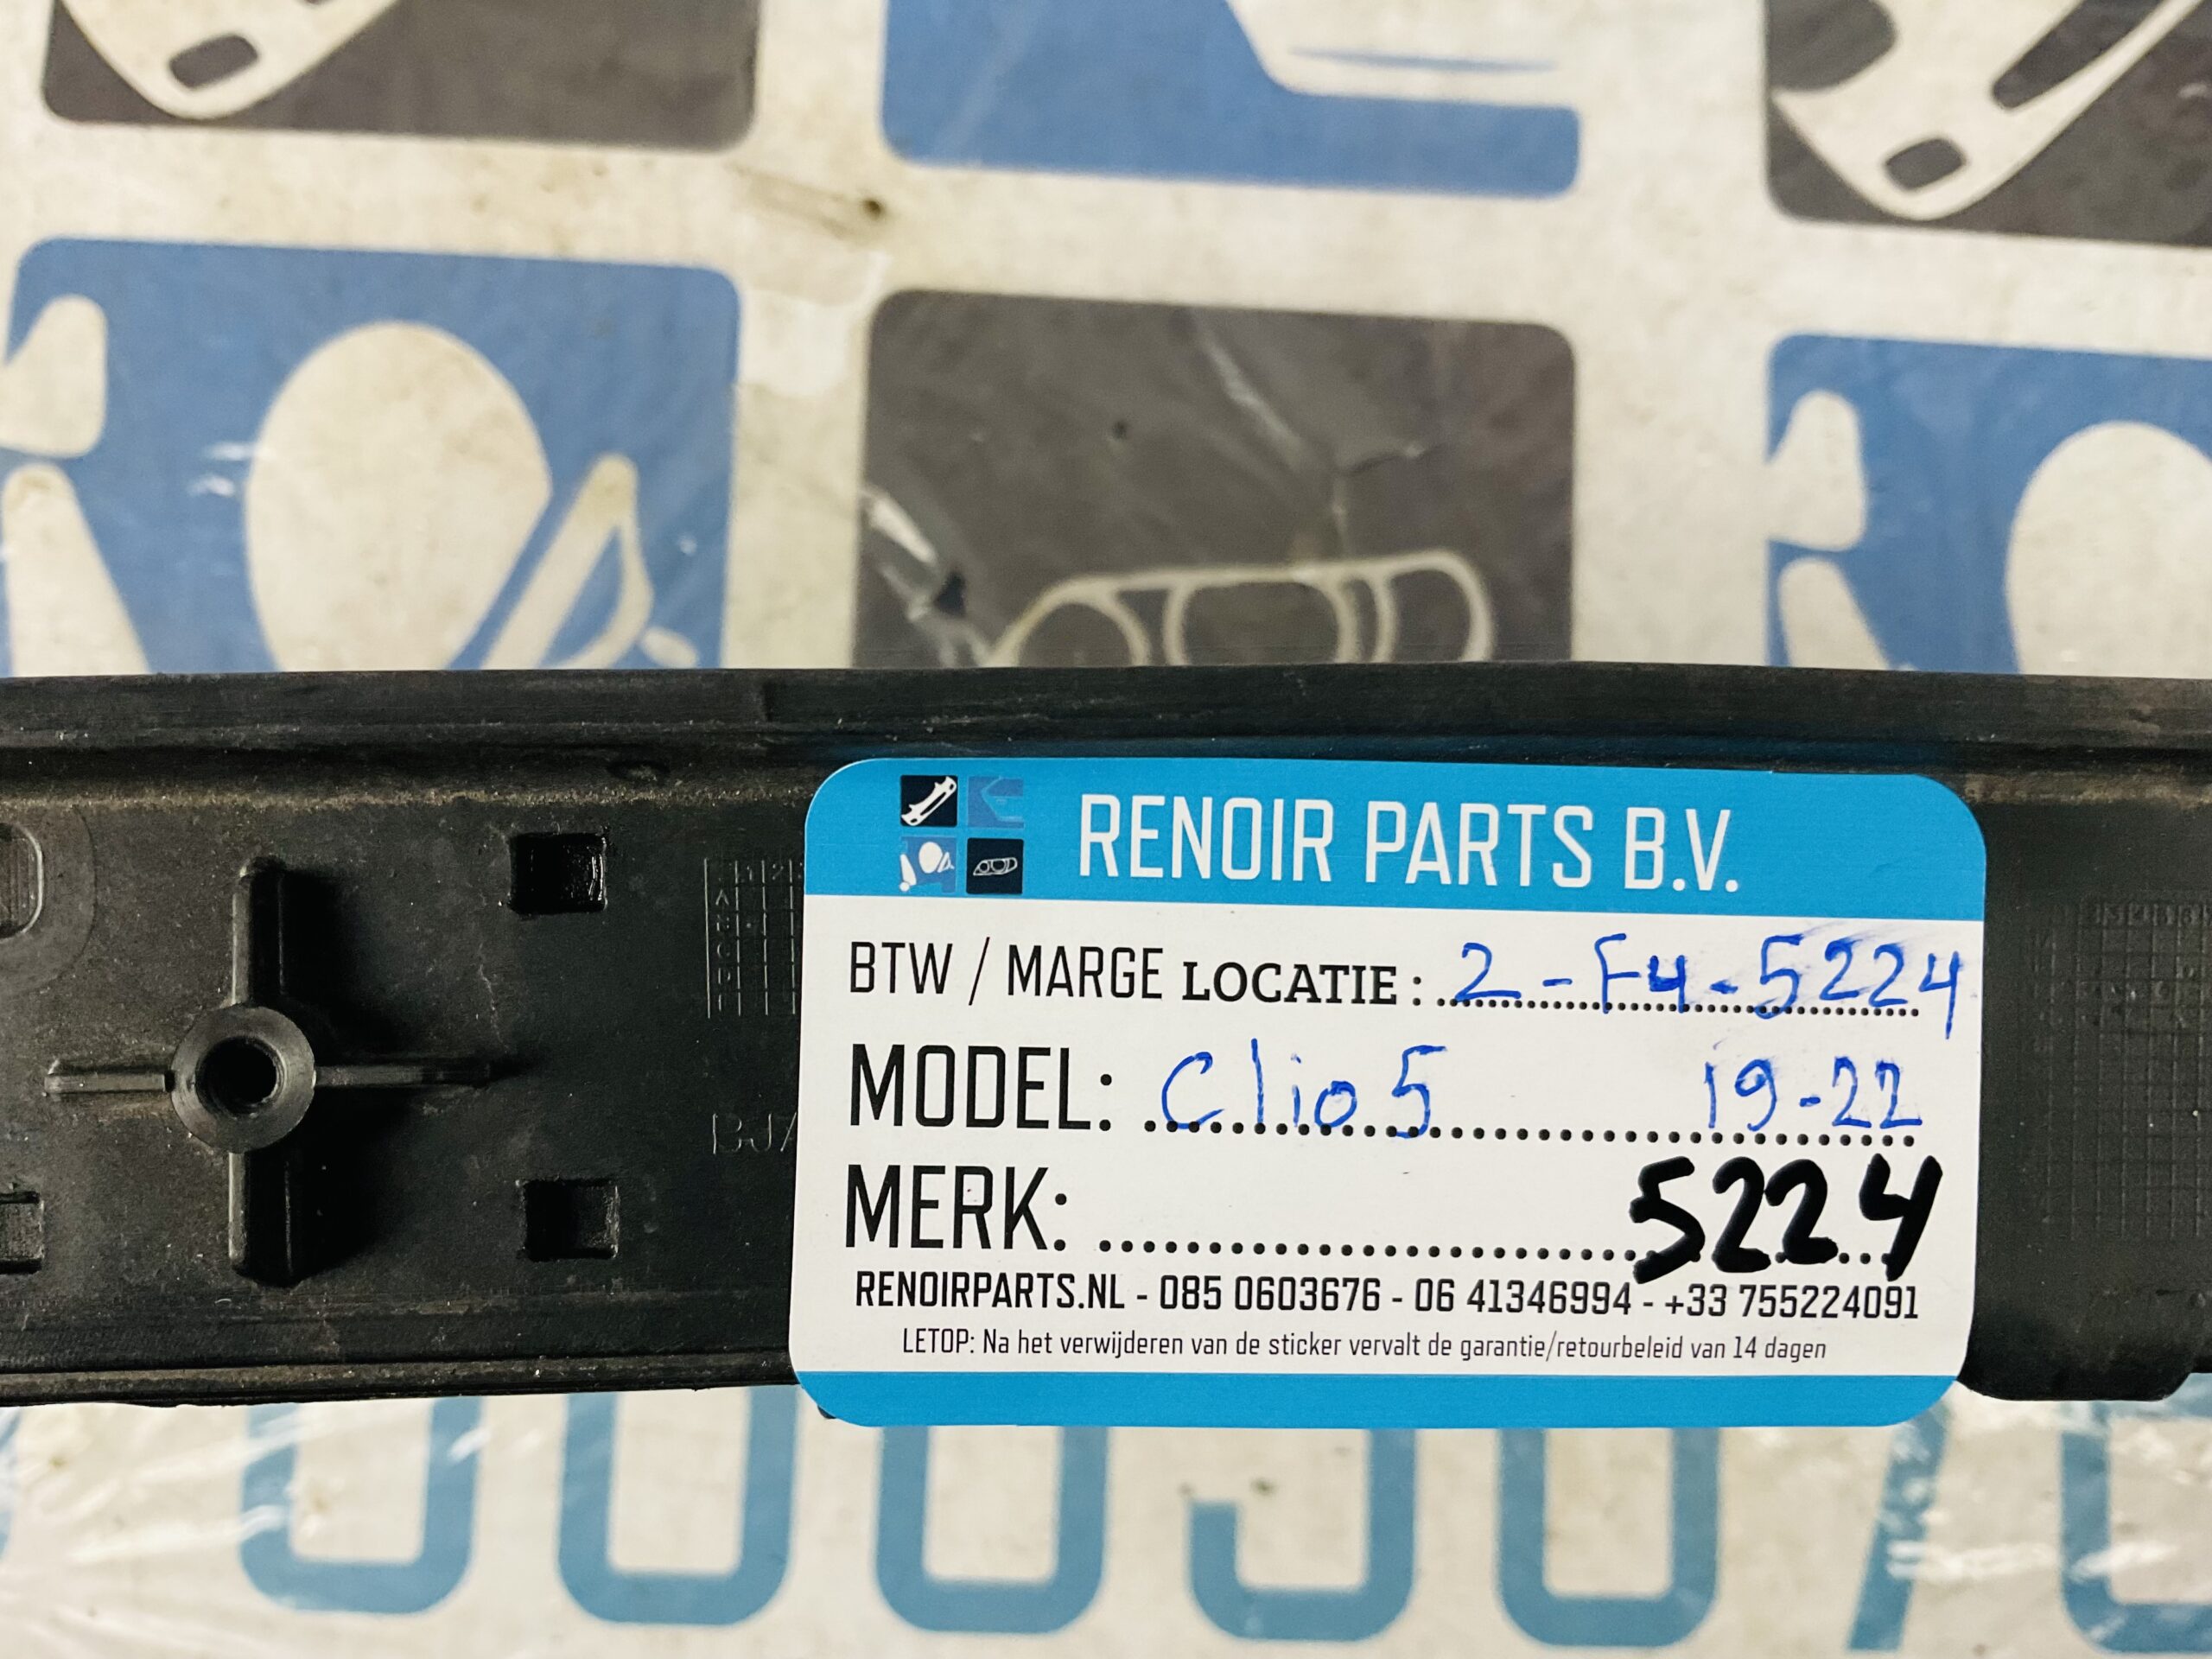 RENOIR PARTS B.V.
BTW / MARGE LOCATIE : 2-F4-5224
MODEL: Clio 5 19-22
MERK: 5224
RENOIRPARTS.NL - 085 0603676 - 06 41346994 - +33 755224091
LETOP: Na het verwijderen van de sticker vervalt de garantie/retourbeleid van 14 dagen